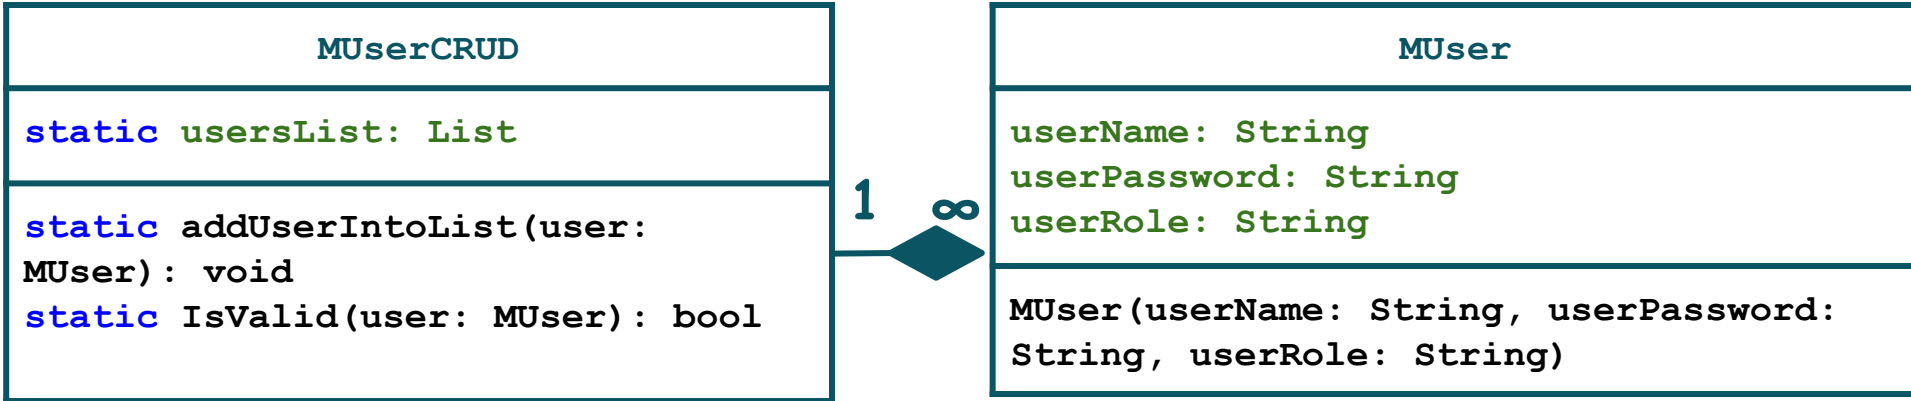 MUserCRUD
static usersList: List
static addUserIntoList(user:
MUser): void
static IsValid(user: MUser): bool
1 ∞
MUser
userName: String
userPassword: String
userRole: String
MUser(userName: String, userPassword:
String, userRole: String)